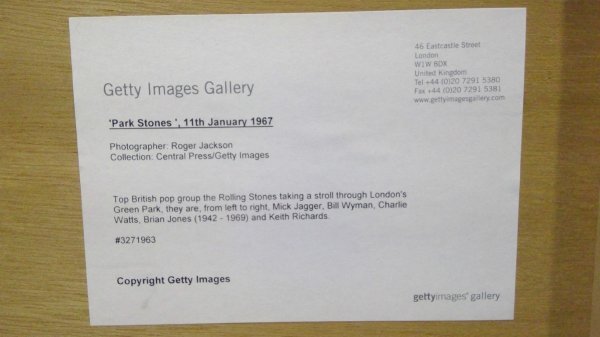 46 Eastcastle Street
London
W1W 8DX
United Kingdom
Tel +44 (0)20 7291 5380
Fax +44 (0)20 7291 5381
www.gettyimagesgallery.com
Getty Images Gallery
'Park Stones ', 11th January 1967
Photographer: Roger Jackson
Collection: Central Press/Getty Images
Top British pop group the Rolling Stones taking a stroll through London's
Green Park, they are, from left to right, Mick Jagger, Bill Wyman, Charlie
Watts, Brian Jones (1942 - 1969) and Keith Richards.
#3271963
Copyright Getty Images
gettyimages® gallery